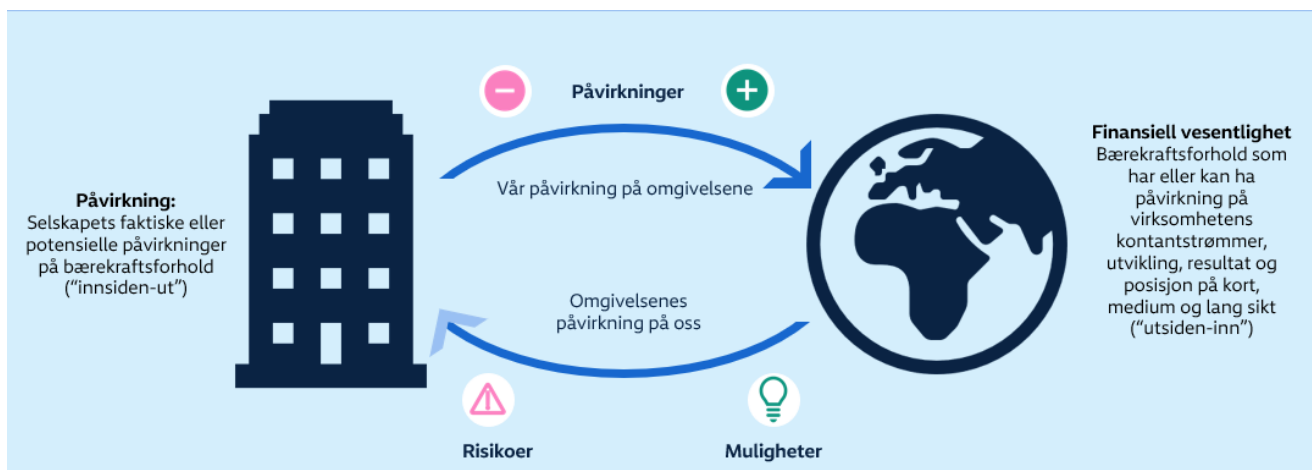 Påvirkning:
Selskapets faktiske eller
potensielle påvirkninger
på bærekraftsforhold
(“innsiden-ut”)
Påvirkninger
Vår påvirkning på omgivelsene
Omgivelsenes
påvirkning på oss
Risikoer
Muligheter
Finansiell vesentlighet
Bærekraftsforhold som
har eller kan ha
påvirkning på
virksomhetens
kontantstrømmer,
utvikling, resultat og
posisjon på kort,
medium og lang sikt
(“utsiden-inn”)